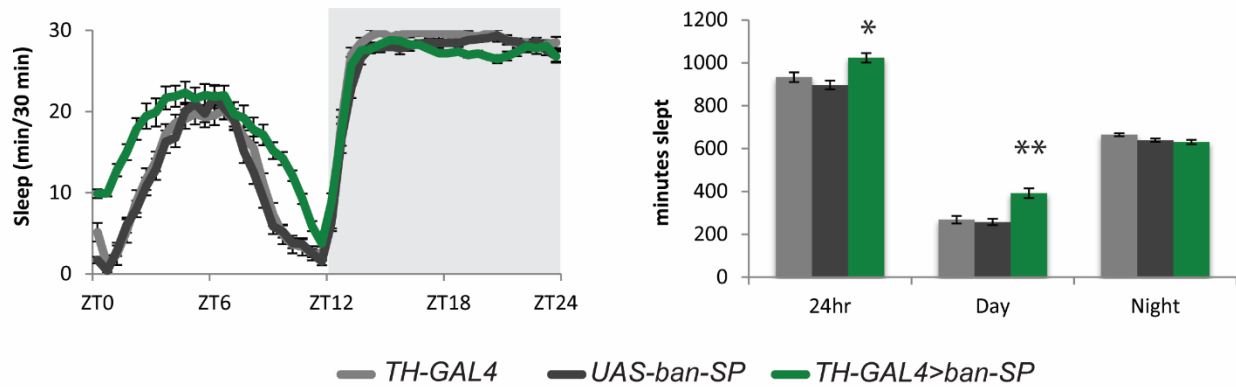 Sleep (min/30 min)
30
20
10
0
ZT0 ZT6 ZT12 ZT18 ZT24
minutes slept
1200
1000
800
600
400
200
0
*
**
24hr Day Night
TH-GAL4 UAS-ban-SP TH-GAL4>ban-SP